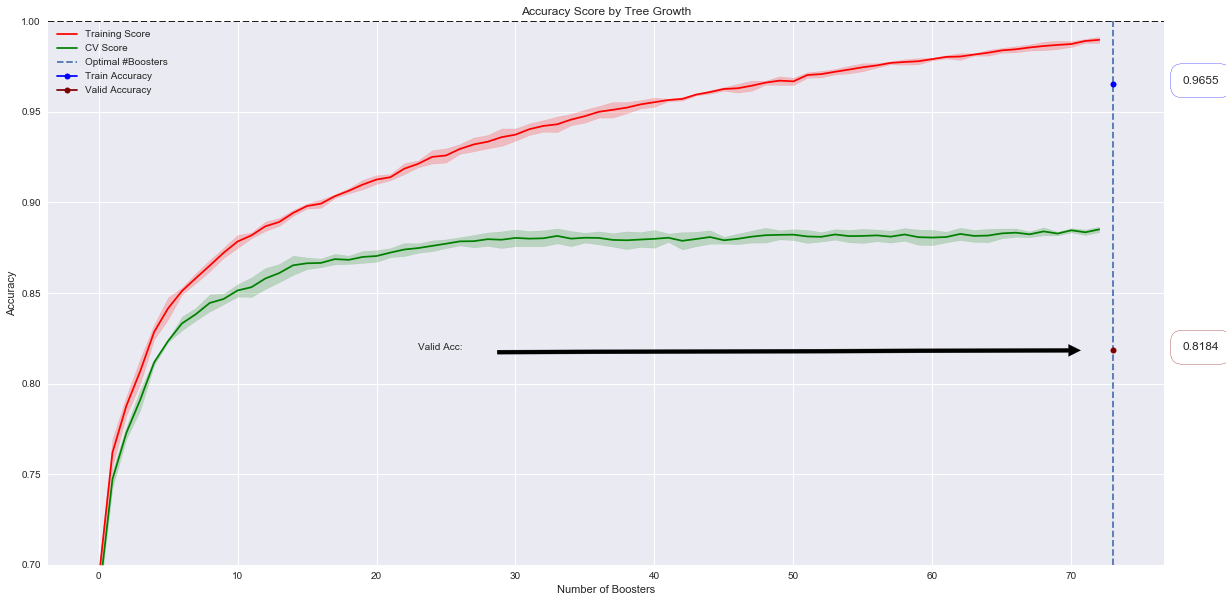 Accuracy Score by Tree Growth
1.00
Training Score
CV Score
Optimal #Boosters
Train Accuracy
Valid Accuracy
0.9655
0.95
0.90
0.85
Accuracy
Valid Acc:
0.8184
0.80
0.75
0.70
0 10 20 30 40 50 60 70
Number of Boosters